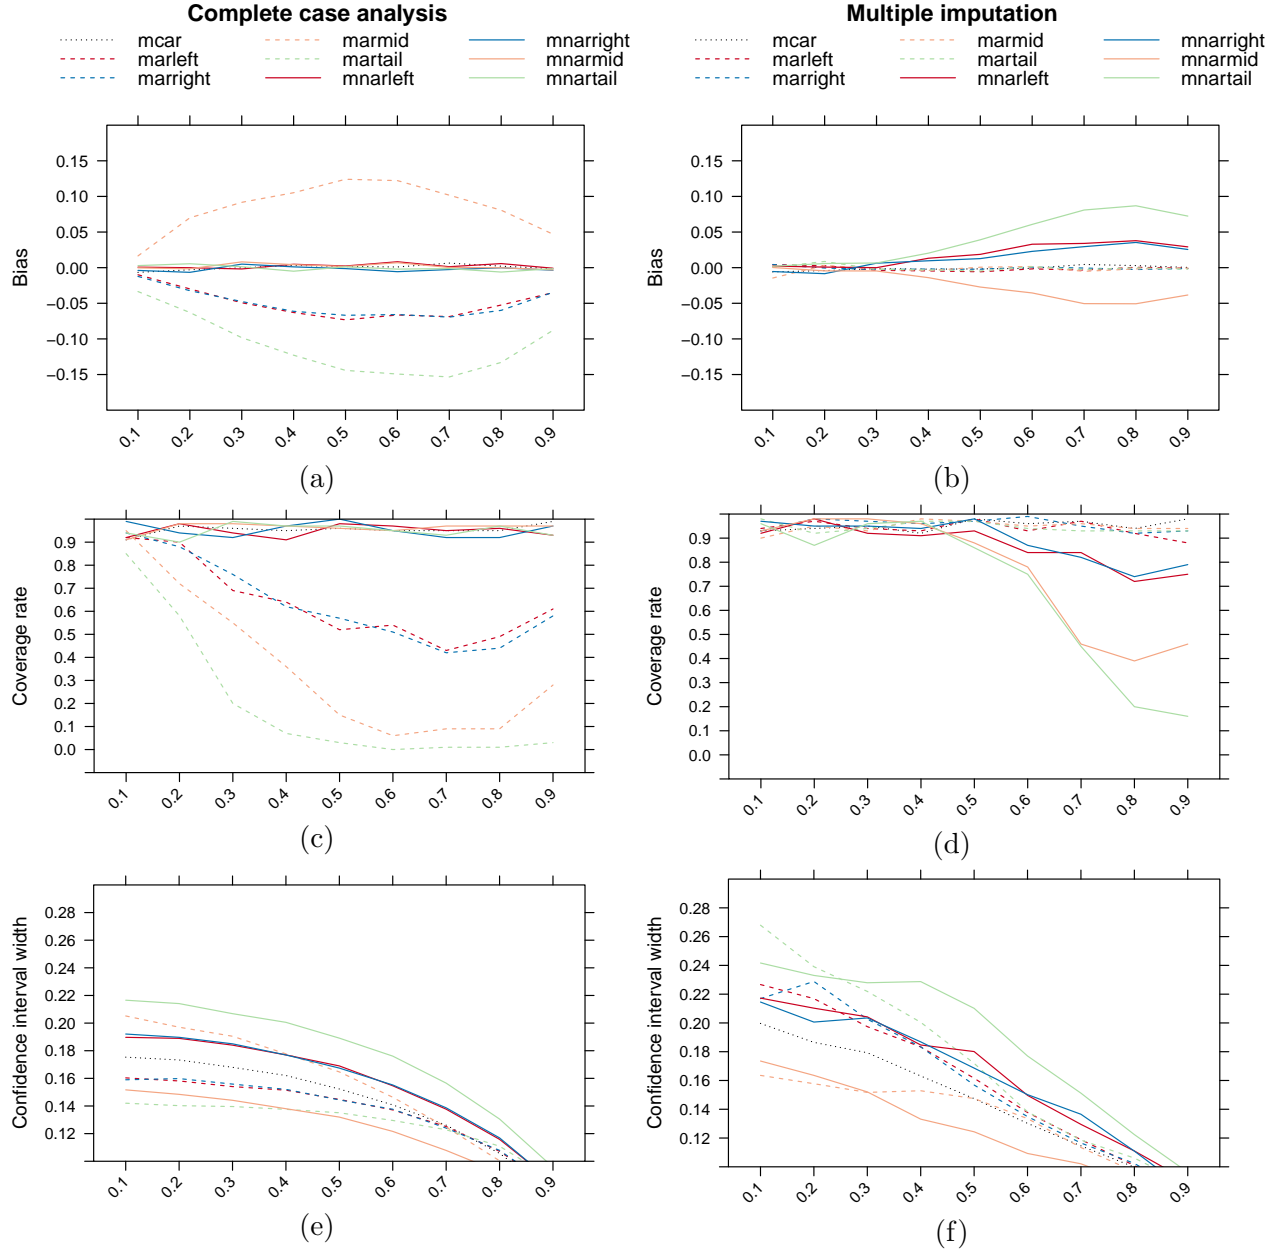 Complete case analysis
mcar marmid mnarright
marleft martail mnarmid
marright mnarleft mnartail
Multiple imputation
mcar marmid mnarright
marleft martail mnarmid
marright mnarleft mnartail
Bias
0.15
0.10
0.05
0.00
−0.05
−0.10
−0.15
0.1 0.2 0.3 0.4 0.5 0.6 0.7 0.8 0.9
(a)
Bias
0.15
0.10
0.05
0.00
−0.05
−0.10
−0.15
0.1 0.2 0.3 0.4 0.5 0.6 0.7 0.8 0.9
(b)
Coverage rate
0.9
0.8
0.7
0.6
0.5
0.4
0.3
0.2
0.1
0.0
0.1 0.2 0.3 0.4 0.5 0.6 0.7 0.8 0.9
(c)
Coverage rate
0.9
0.8
0.7
0.6
0.5
0.4
0.3
0.2
0.1
0.0
0.1 0.2 0.3 0.4 0.5 0.6 0.7 0.8 0.9
(d)
Confidence interval width
0.28
0.26
0.24
0.22
0.20
0.18
0.16
0.14
0.12
0.1 0.2 0.3 0.4 0.5 0.6 0.7 0.8 0.9
(e)
Confidence interval width
0.28
0.26
0.24
0.22
0.20
0.18
0.16
0.14
0.12
0.1 0.2 0.3 0.4 0.5 0.6 0.7 0.8 0.9
(f)